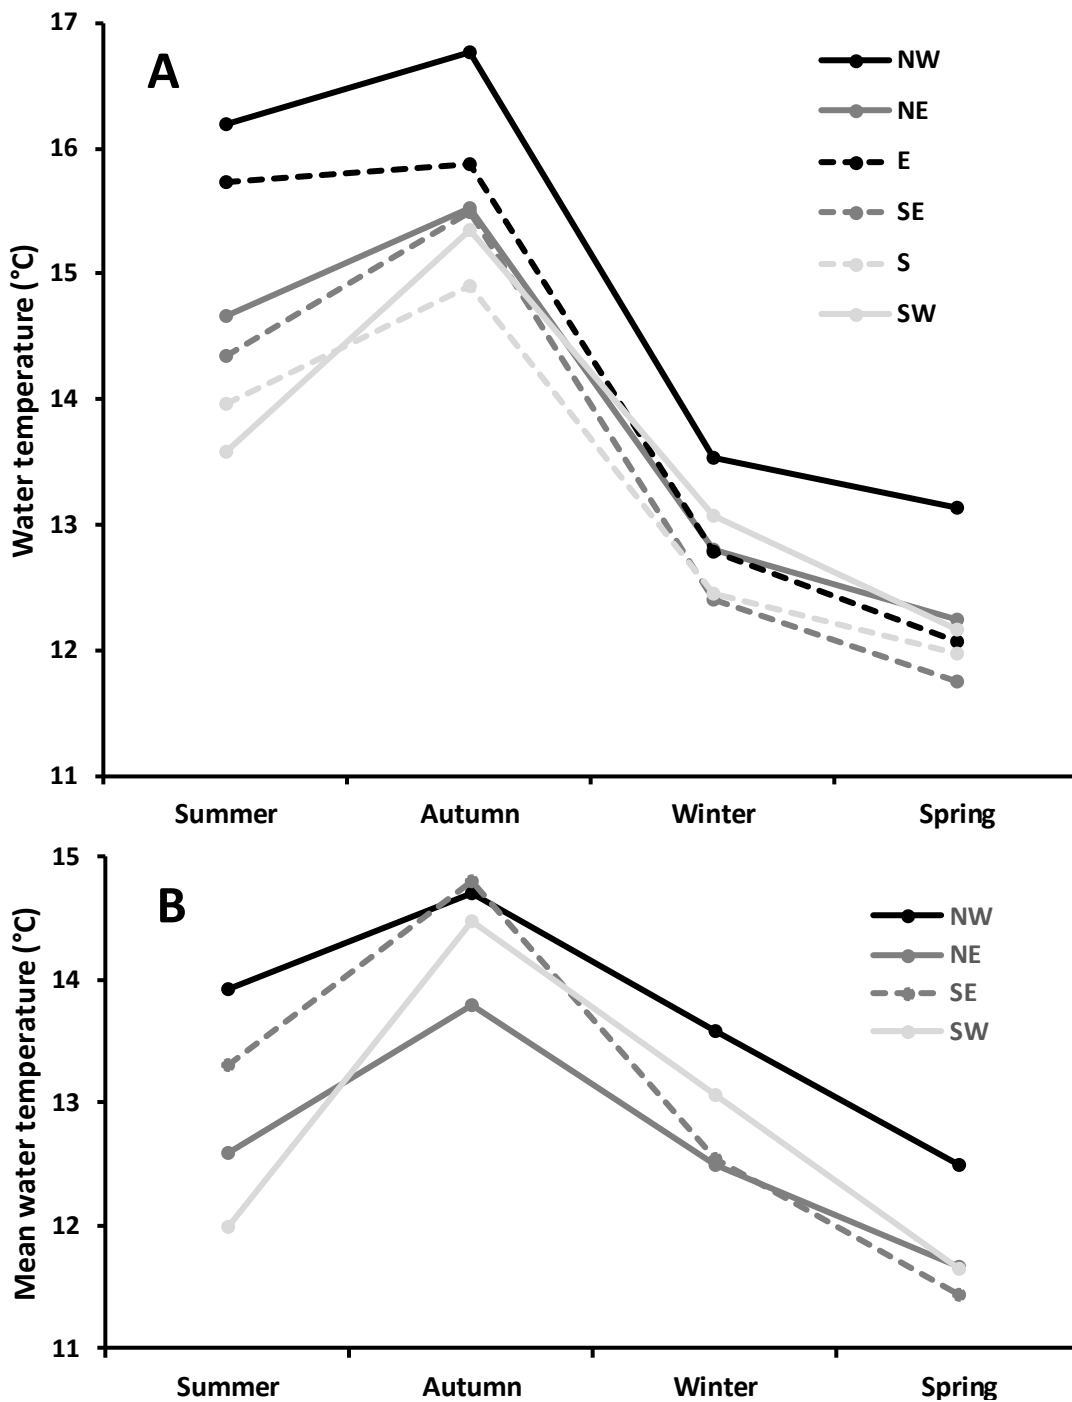 17
A
NW
NE
E
SE
S
SW
16
15
14
13
12
11
Water temperature (°C)
Summer Autumn Winter Spring
15
B
NW
NE
SE
SW
14
13
12
11
Mean water temperature (°C)
Summer Autumn Winter Spring